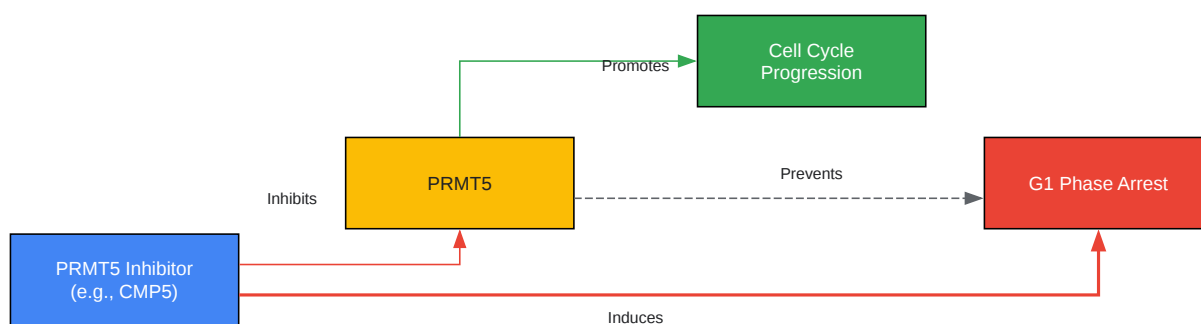 Cell Cycle
Progression
Promotes
PRMT5
Prevents
G1 Phase Arrest
Inhibits
PRMT5 Inhibitor
(e.g., CMP5)
Induces